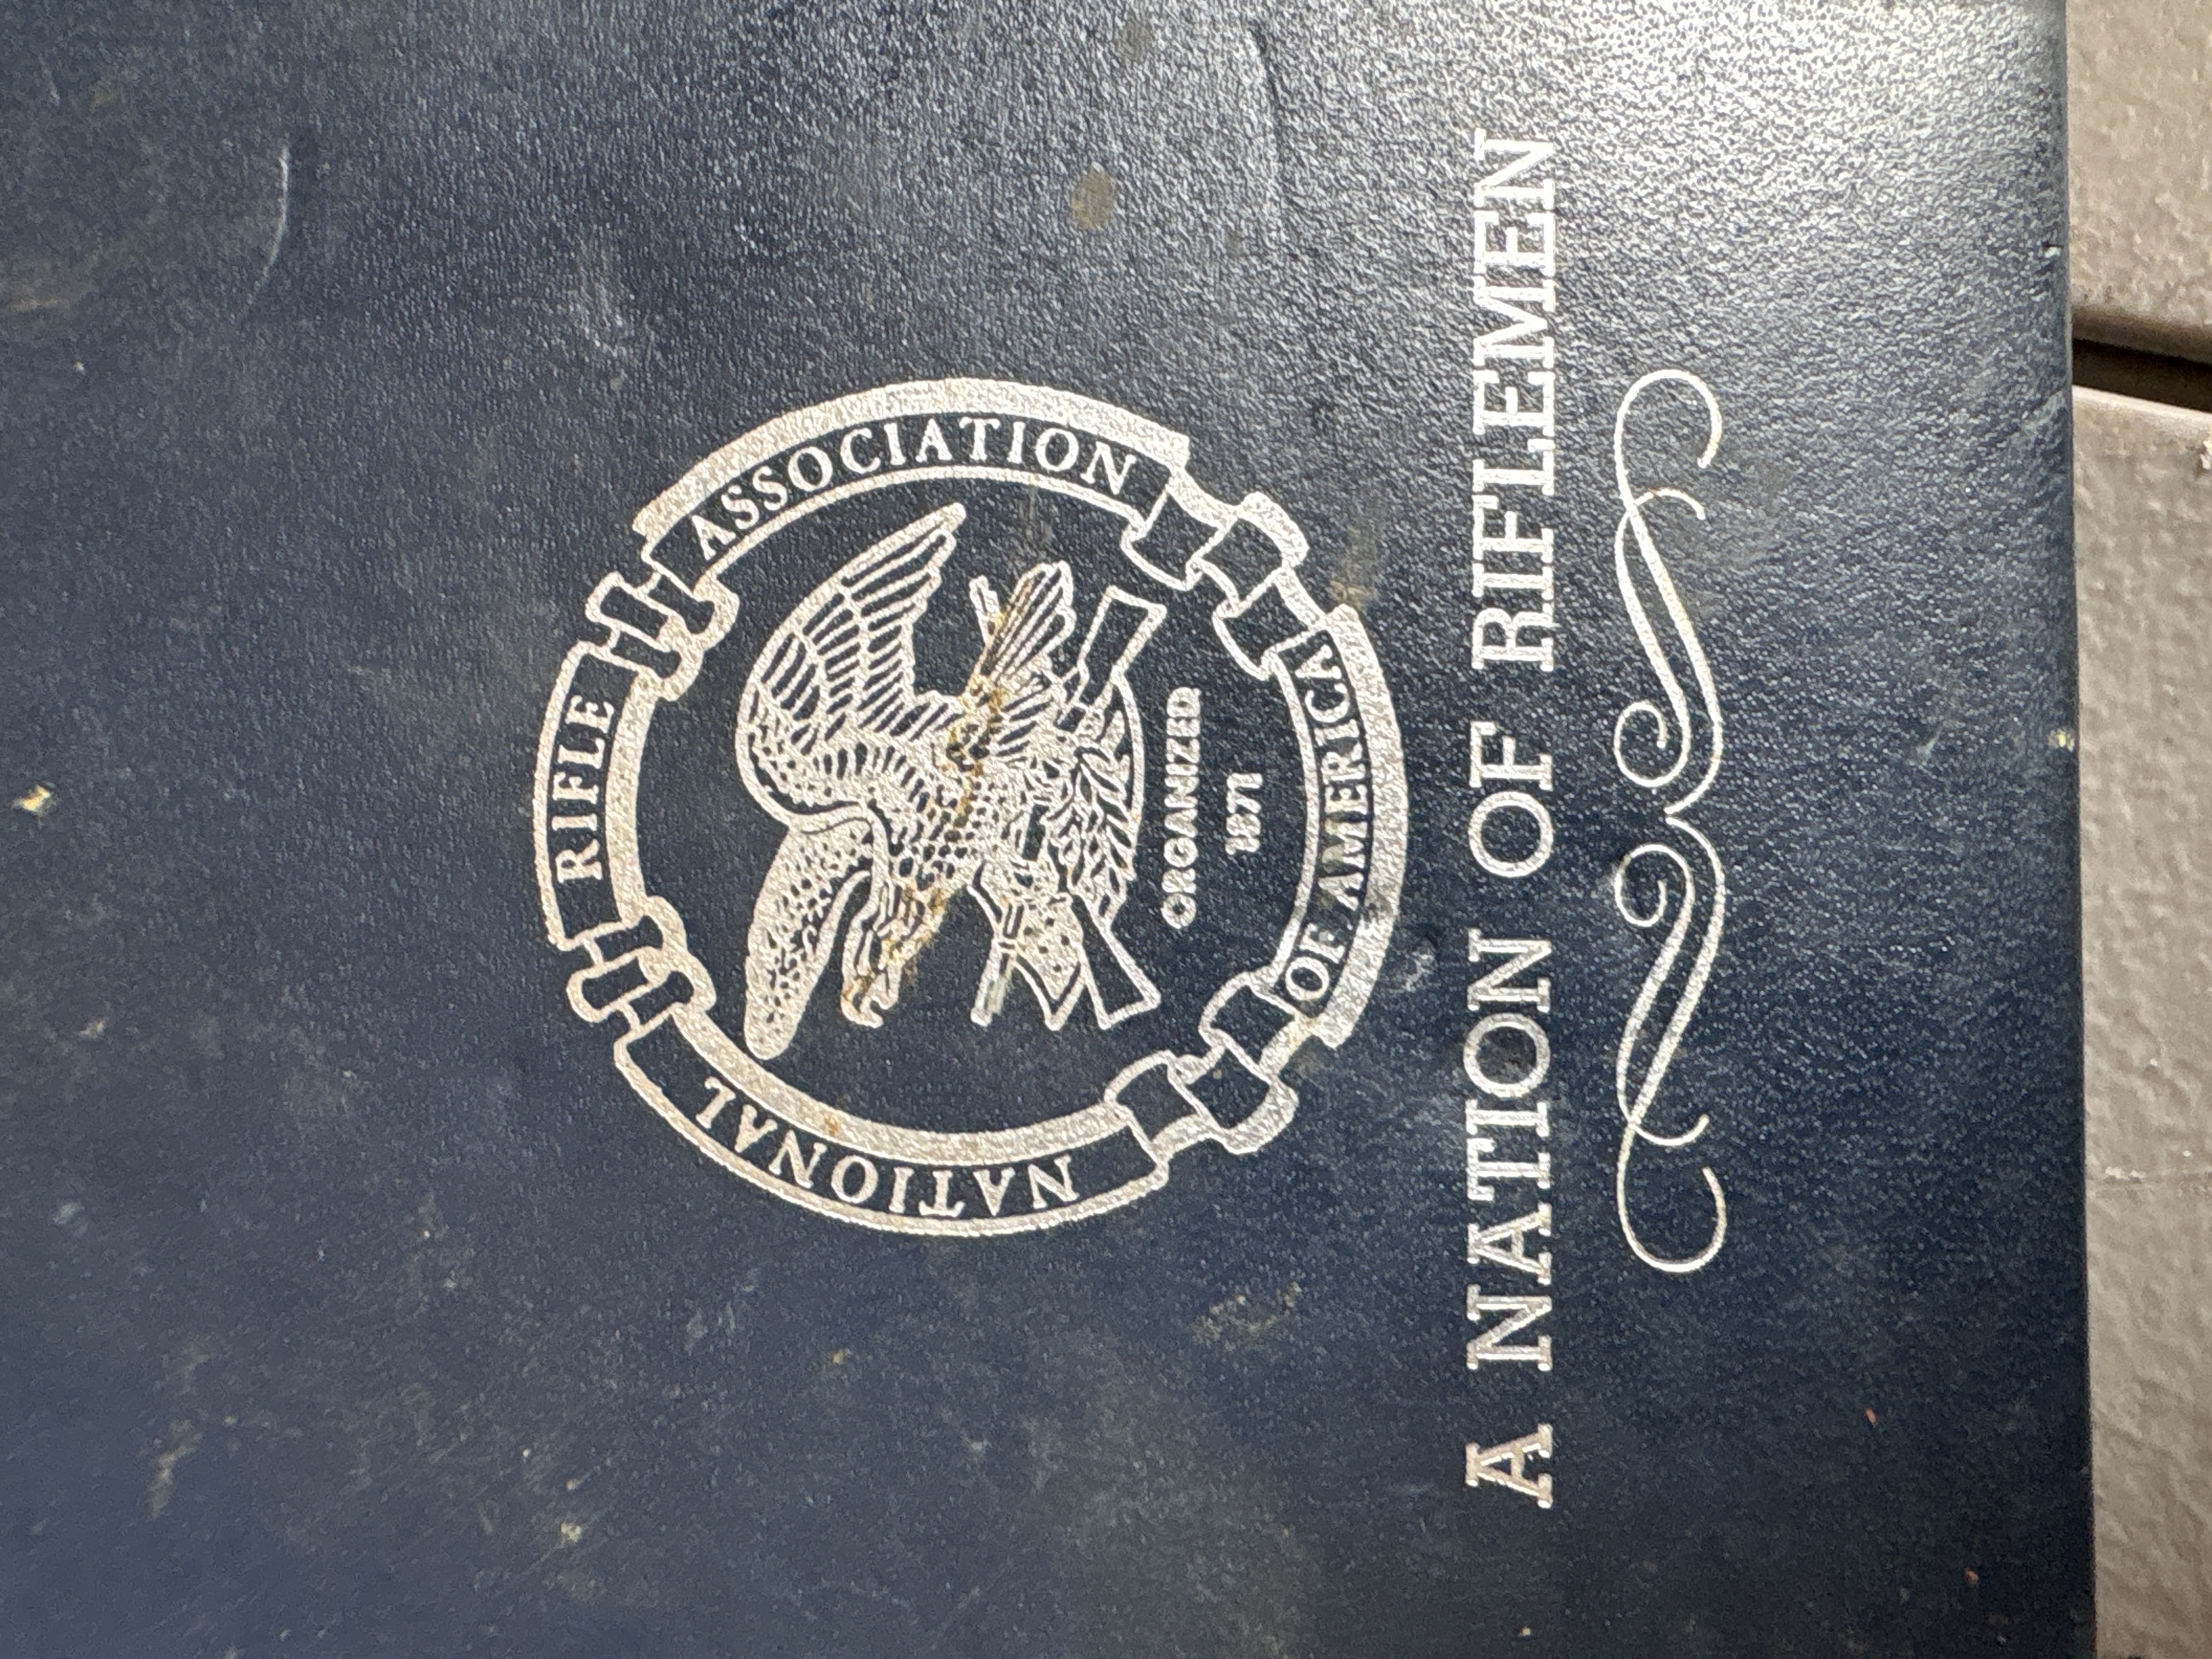 NATIONAL RIFLE ASSOCIATION
ORGANIZED
1871
OF AMERICA
A NATION OF RIFLEMEN